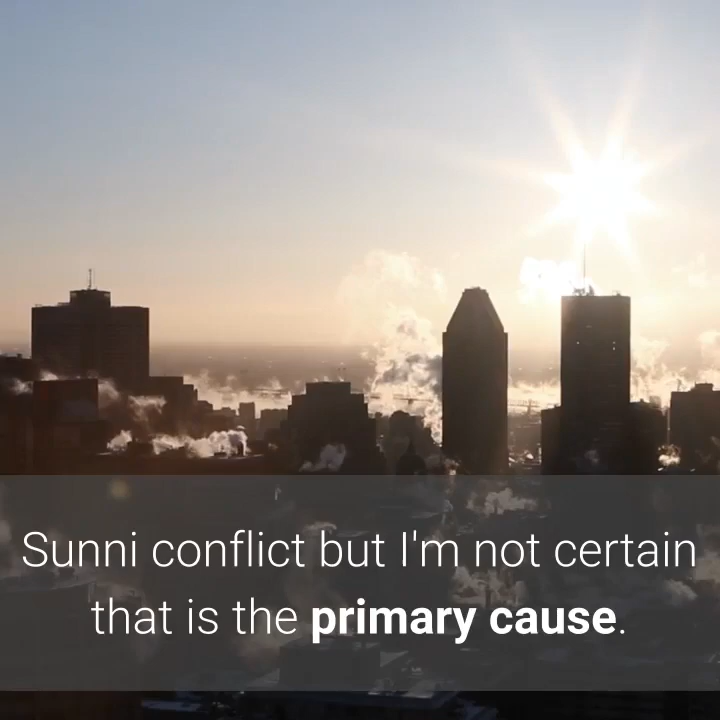 Sunni conflict but I'm not certain
that is the primary cause.